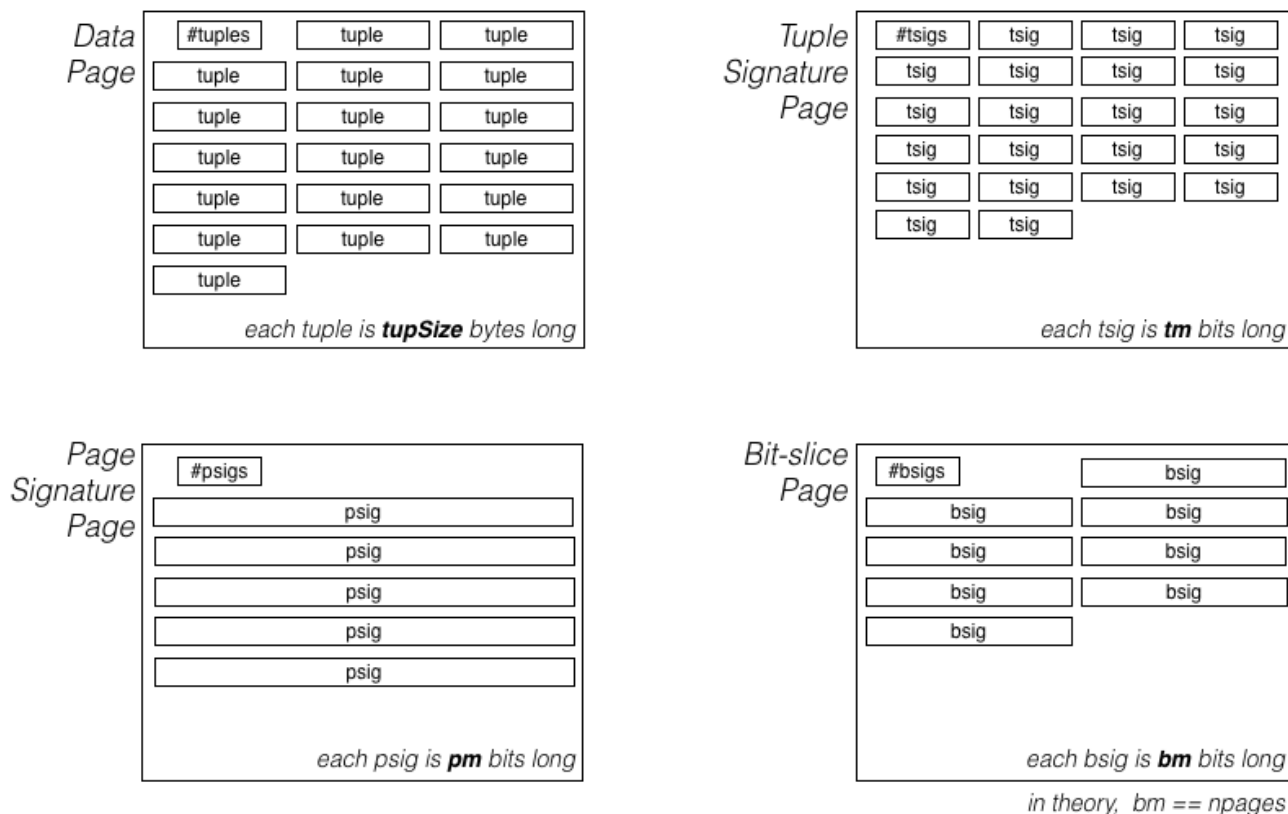 Data
Page
#tuples tuple tuple
tuple tuple tuple
tuple tuple tuple
tuple tuple tuple
tuple tuple tuple
tuple tuple tuple
tuple
each tuple is tupSize bytes long
Tuple
Signature
Page
#tsigs tsig tsig tsig
tsig tsig tsig tsig
tsig tsig tsig tsig
tsig tsig tsig tsig
tsig tsig tsig tsig
tsig tsig
each tsig is tm bits long
Page
Signature
Page
#psigs
psig
psig
psig
psig
psig
each psig is pm bits long
Bit-slice
Page
#bsigs bsig
bsig bsig
bsig bsig
bsig bsig
bsig
each bsig is bm bits long
in theory, bm == npages